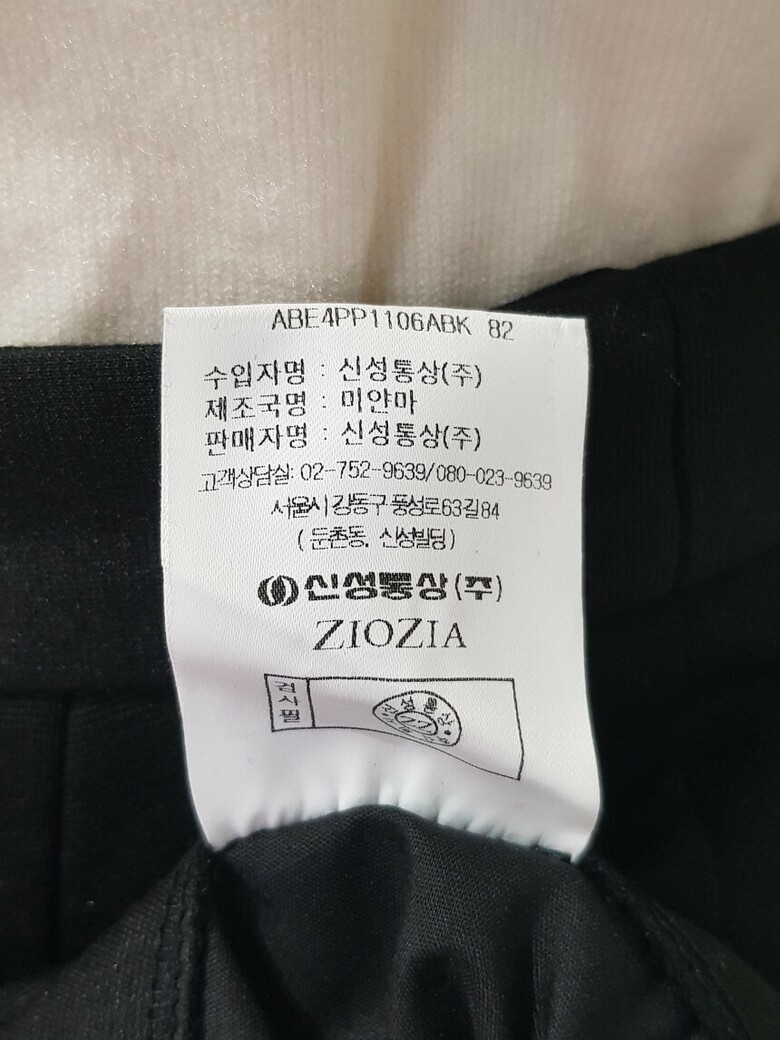 ABE4PP1106ABK 82
수입자명 : 신성통상(주)
제조국명 : 미얀마
판매자명 : 신성통상(주)
고객상담실: 02-752-9639/080-023-9639
서울시 강동구 풍성로63길84
( 둔촌동, 신성빌딩 )
신성통상(주)
ZIOZIA
검사필